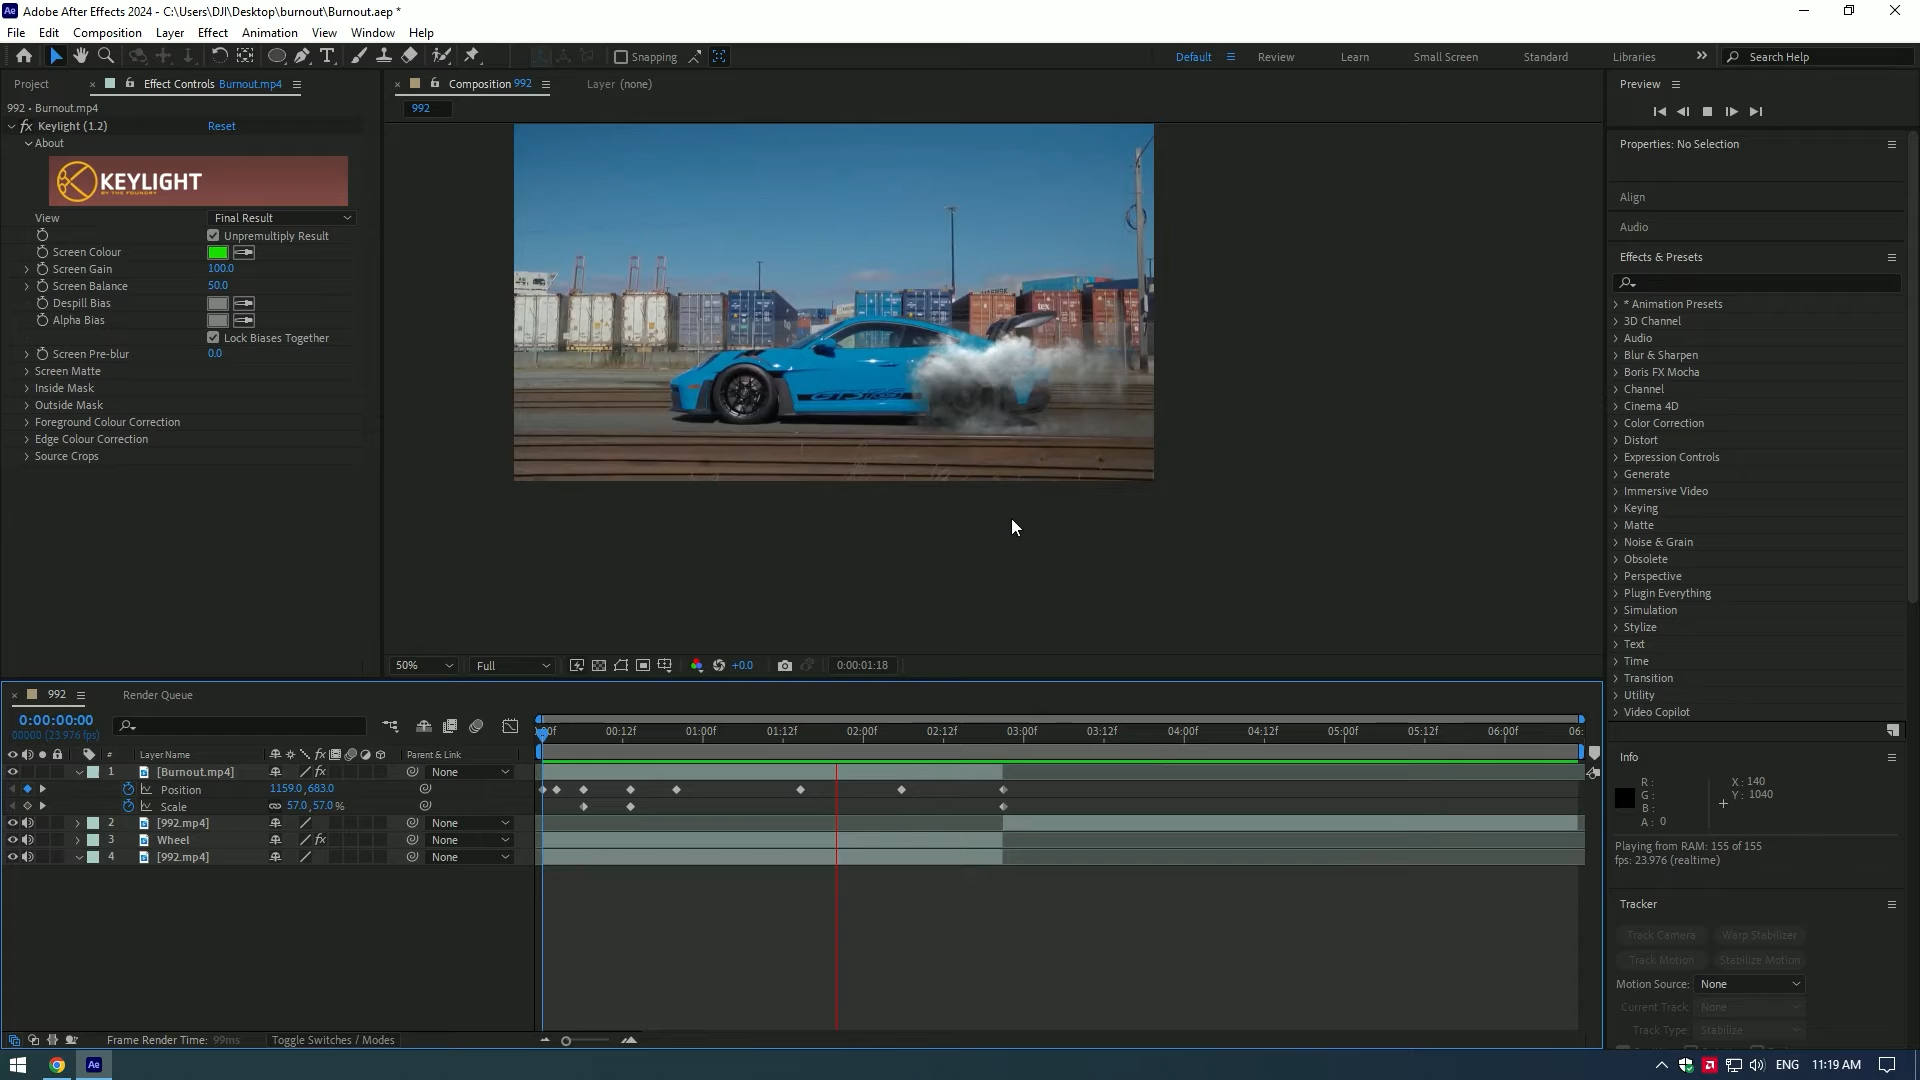 Adobe After Effects 2024 - C:\Users\DJI\Desktop\burnout\Burnout.aep *
File Edit Composition Layer Effect Animation View Window Help
Snapping
Default Review Learn Small Screen Standard Libraries Search Help
Project Effect Controls Burnout.mp4
992 • Burnout.mp4
fx Keylight (1.2) Reset
About
KEYLIGHT
BY THE FOUNDRY
View Final Result
Unpremultiply Result
Screen Colour
Screen Gain 100.0
Screen Balance 50.0
Despill Bias
Alpha Bias
Lock Biases Together
Screen Pre-blur 0.0
Screen Matte
Inside Mask
Outside Mask
Foreground Colour Correction
Edge Colour Correction
Source Crops
Composition 992 Layer (none)
992
tex
GT3 RS
50% Full +0.0 0:00:01:18
Preview
Properties: No Selection
Align
Audio
Effects & Presets
* Animation Presets
3D Channel
Audio
Blur & Sharpen
Boris FX Mocha
Channel
Cinema 4D
Color Correction
Distort
Expression Controls
Generate
Immersive Video
Keying
Matte
Noise & Grain
Obsolete
Perspective
Plugin Everything
Simulation
Stylize
Text
Time
Transition
Utility
Video Copilot
Info
R :
G :
B :
A : 0
X : 140
Y : 1040
Playing from RAM: 155 of 155
fps: 23.976 (realtime)
Tracker
Track Camera Warp Stabilizer
Track Motion Stabilize Motion
Motion Source: None
Current Track: None
Track Type: Stabilize
992 Render Queue
0:00:00:00
00000 (23.976 fps)
00:12f 01:00f 01:12f 02:00f 02:12f 03:00f 03:12f 04:00f 04:12f 05:00f 05:12f 06:00f 06:
# Layer Name fx Parent & Link
1 [Burnout.mp4] fx None
Position 1159.0,683.0
Scale 57.0,57.0%
2 [992.mp4] None
3 Wheel fx None
4 [992.mp4] None
Frame Render Time: 99ms Toggle Switches / Modes
Ae ENG 11:19 AM